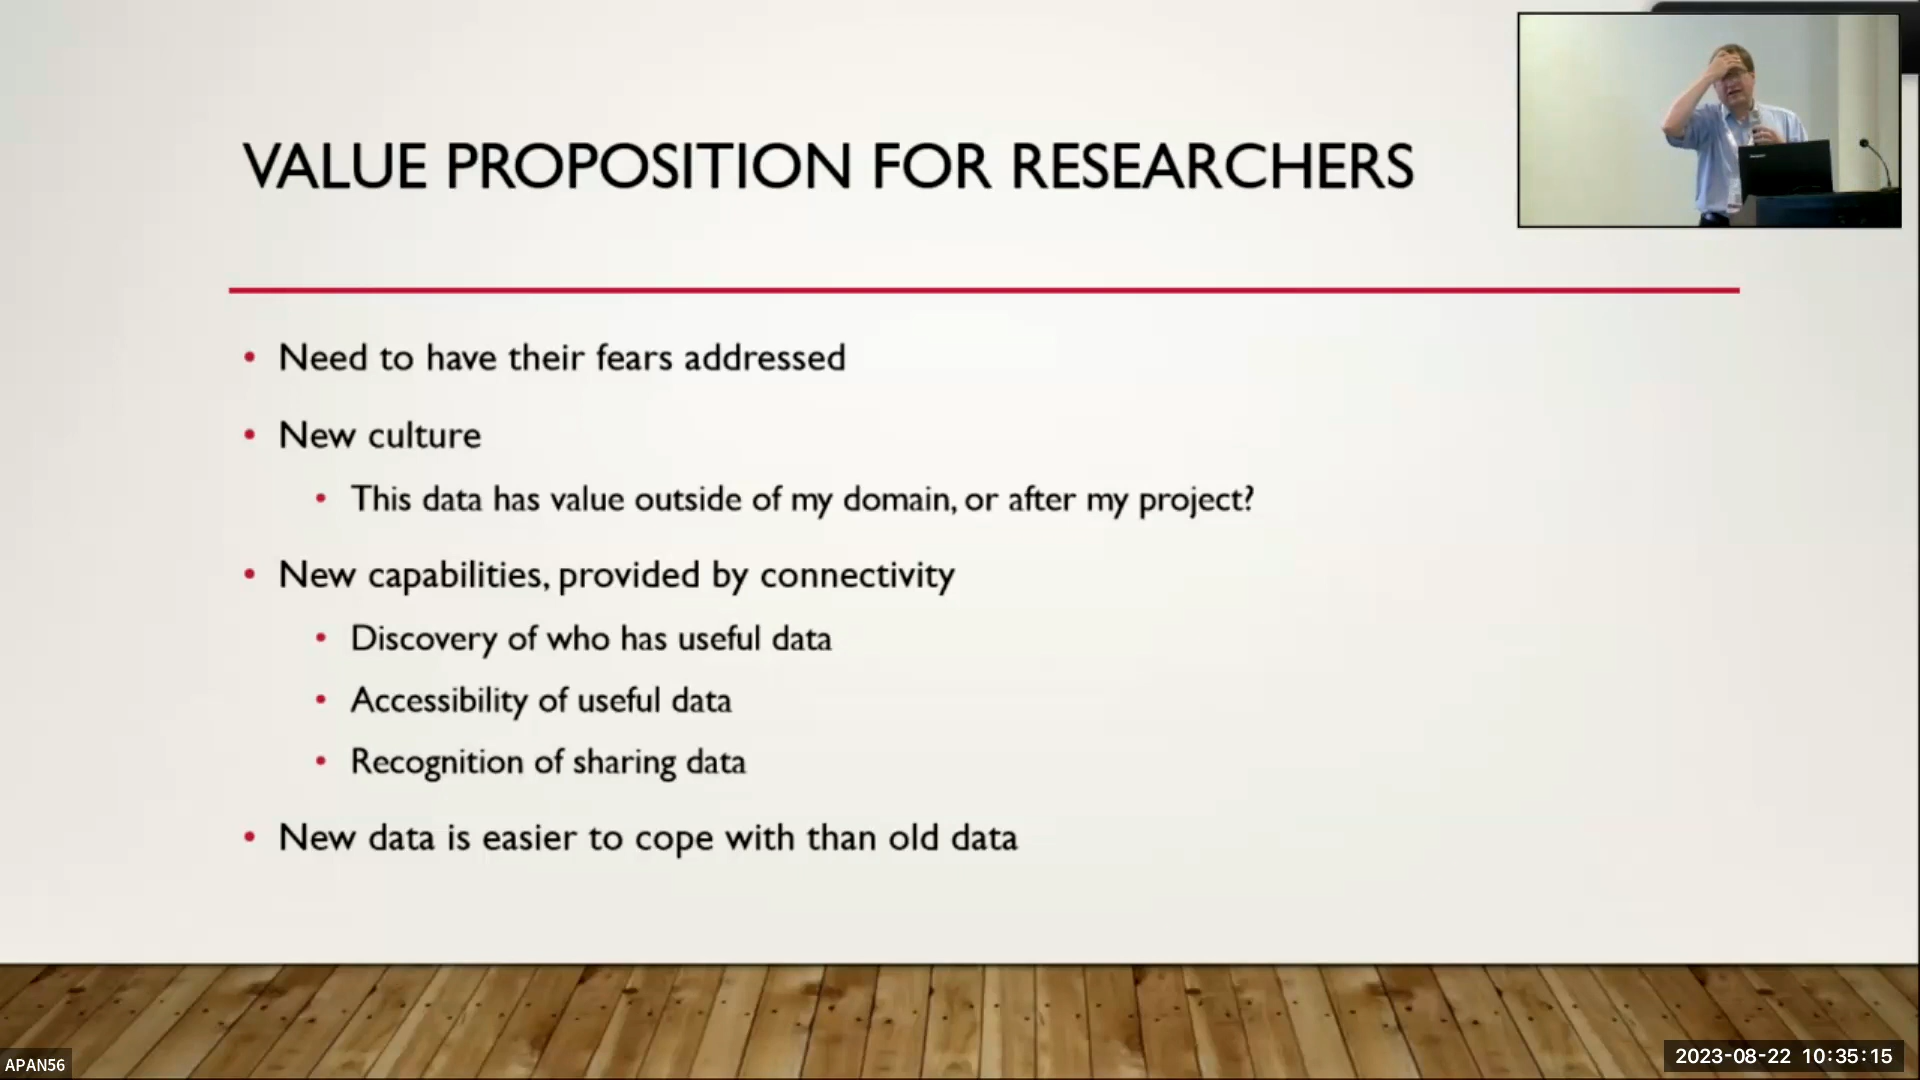 VALUE PROPOSITION FOR RESEARCHERS
• Need to have their fears addressed
• New culture
• This data has value outside of my domain, or after my project?
• New capabilities, provided by connectivity
• Discovery of who has useful data
• Accessibility of useful data
• Recognition of sharing data
• New data is easier to cope with than old data
APAN56
2023-08-22 10:35:15